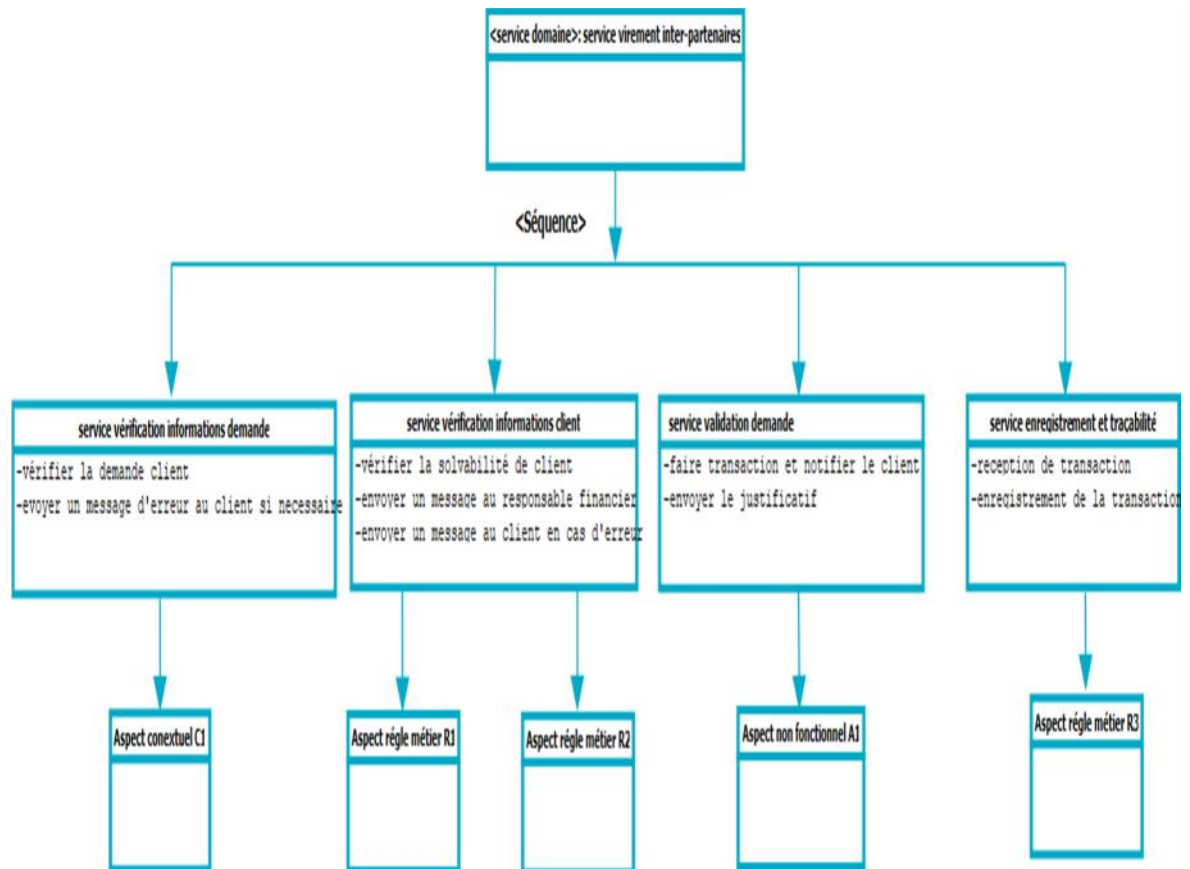 <service domaine>: service virement inter-partenaires
<Séquence>
service vérification informations demande
-vérifier la demande client
-evoyer un message d'erreur au client si necessaire
service vérification informations client
-vérifier la solvabilité de client
-envoyer un message au responsable financier
-envoyer un message au client en cas d'erreur
service validation demande
-faire transaction et notifier le client
-envoyer le justificatif
service enregistrement et traçabilité
-reception de transaction
-enregistrement de la transaction
Aspect conextuel C1
Aspect régle métier R1
Aspect régle métier R2
Aspect non fonctionnel A1
Aspect régle métier R3